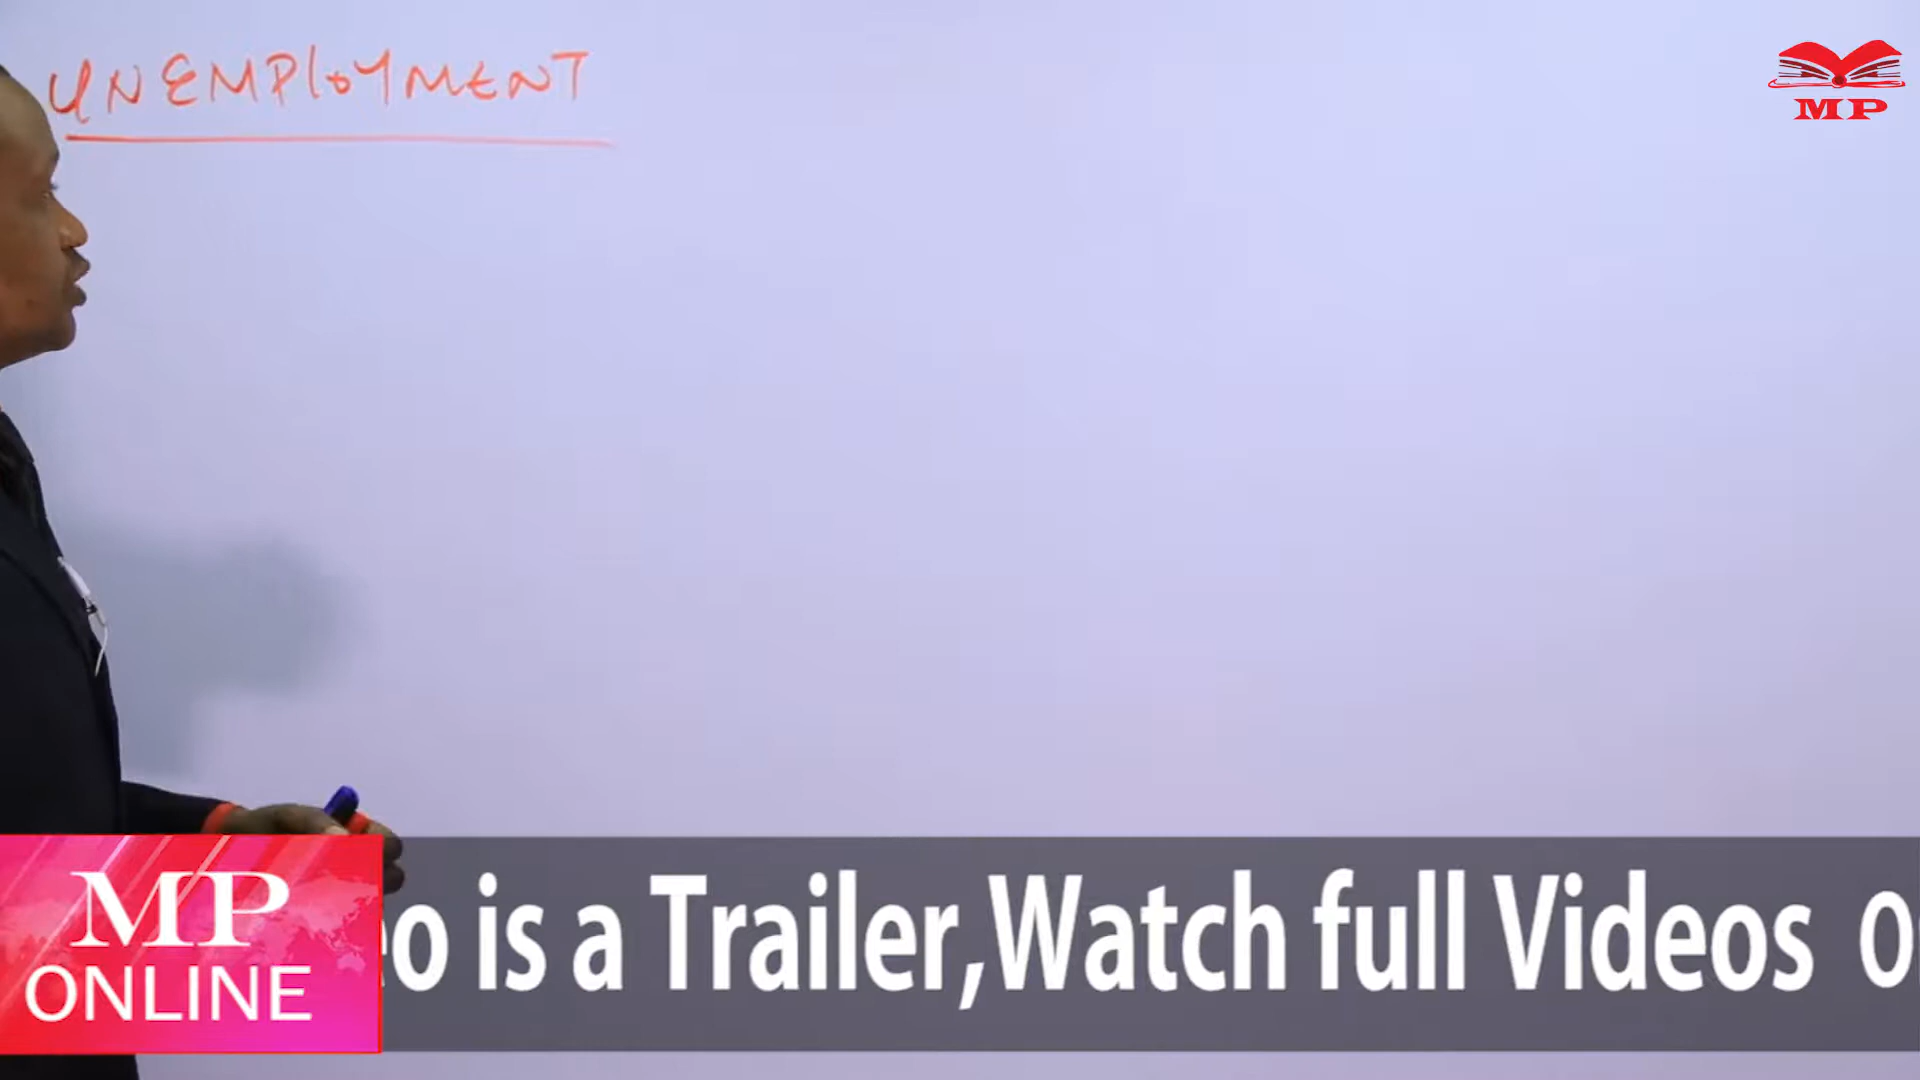 UNEMPLOYMENT
MP
MP
ONLINE
is a Trailer,Watch full Videos